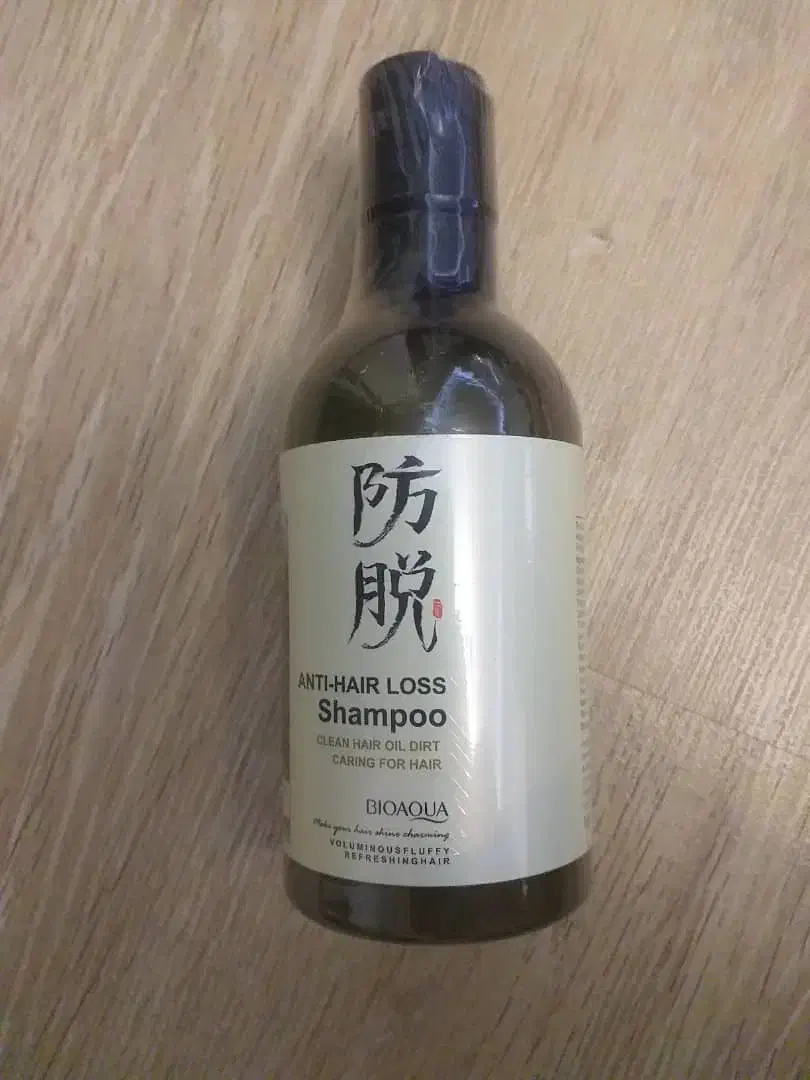 防
脱
ANTI-HAIR LOSS
Shampoo
CLEAN HAIR OIL DIRT
CARING FOR HAIR
BIOAQUA
Make your hair shine charming
VOLUMINOUSFLUFFY
REFRESHINGHAIR